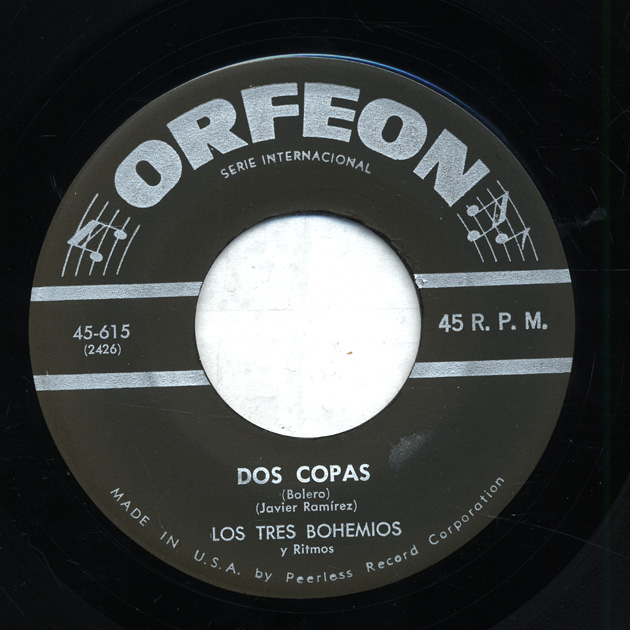 ORFEON
SERIE INTERNACIONAL
45-615
(2426)
45 R. P. M.
DOS COPAS
(Bolero)
(Javier Ramírez)
LOS TRES BOHEMIOS
y Ritmos
MADE IN U.S.A. by Peerless Record Corporation